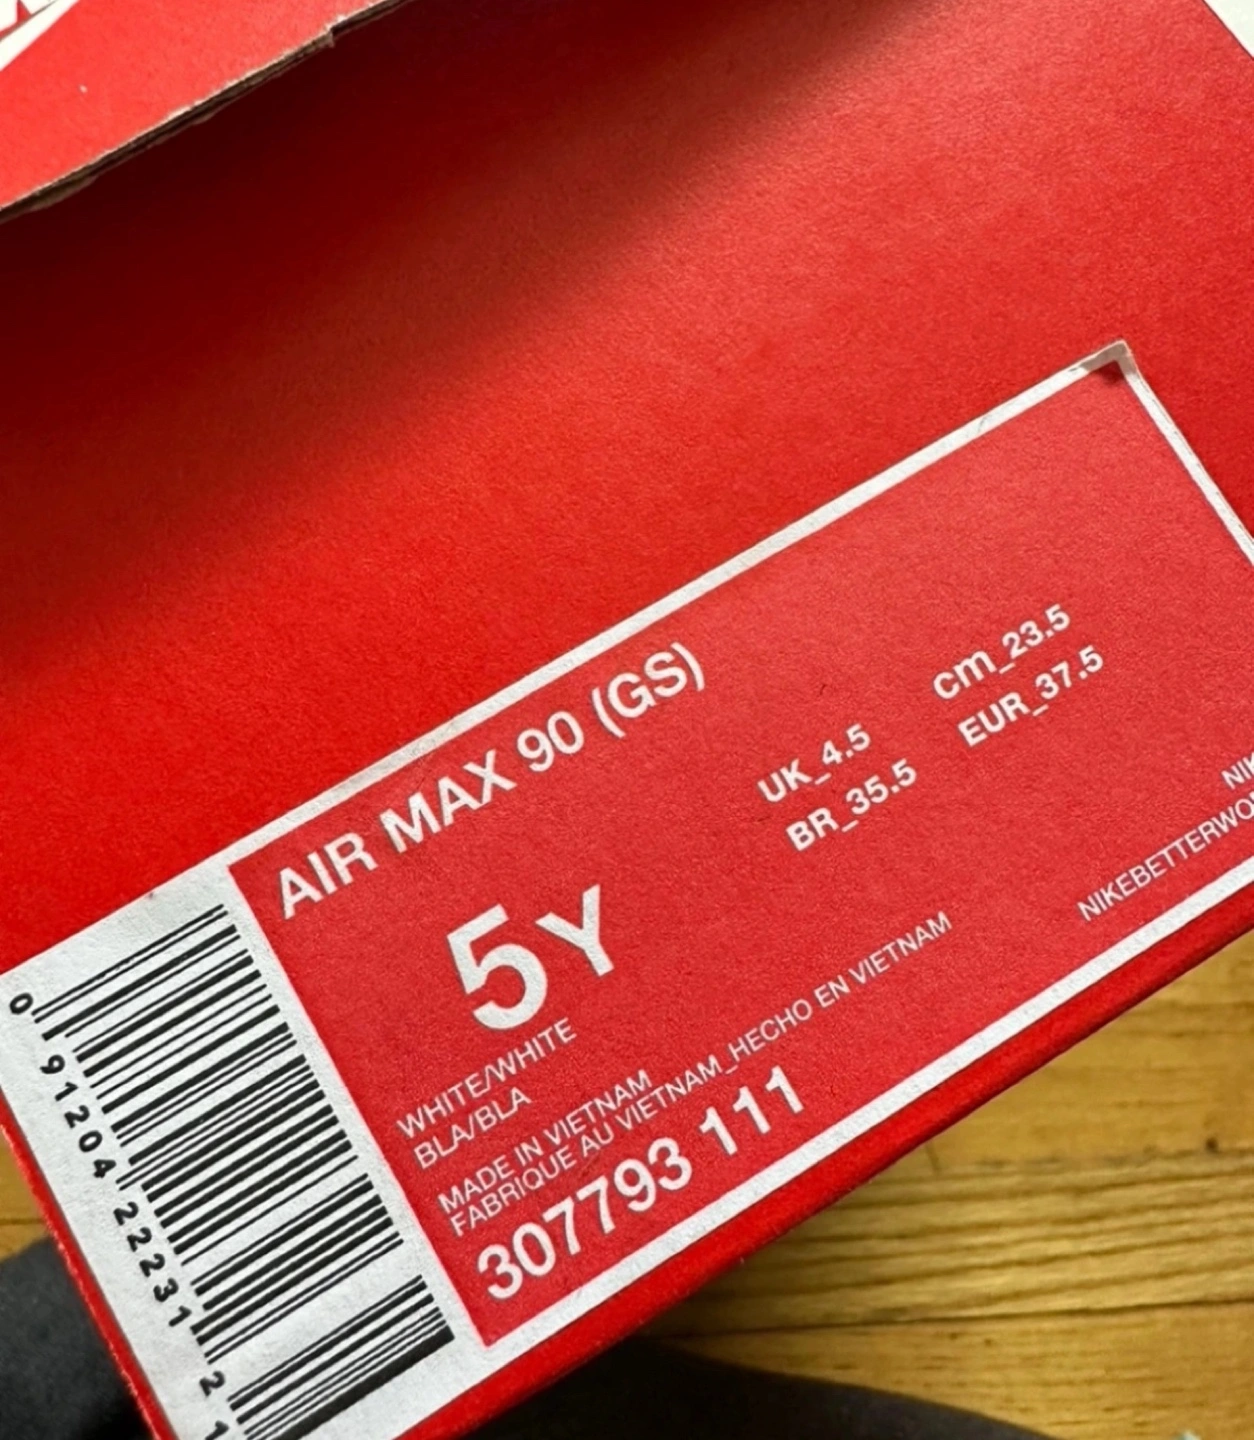 AIR MAX 90 (GS)
5Y
UK_4.5
cm_23.5
BR_35.5
EUR_37.5
WHITE/WHITE
BLA/BLA
MADE IN VIETNAM
FABRIQUE AU VIETNAM_HECHO EN VIETNAM
307793 111
0 91204 22231 2